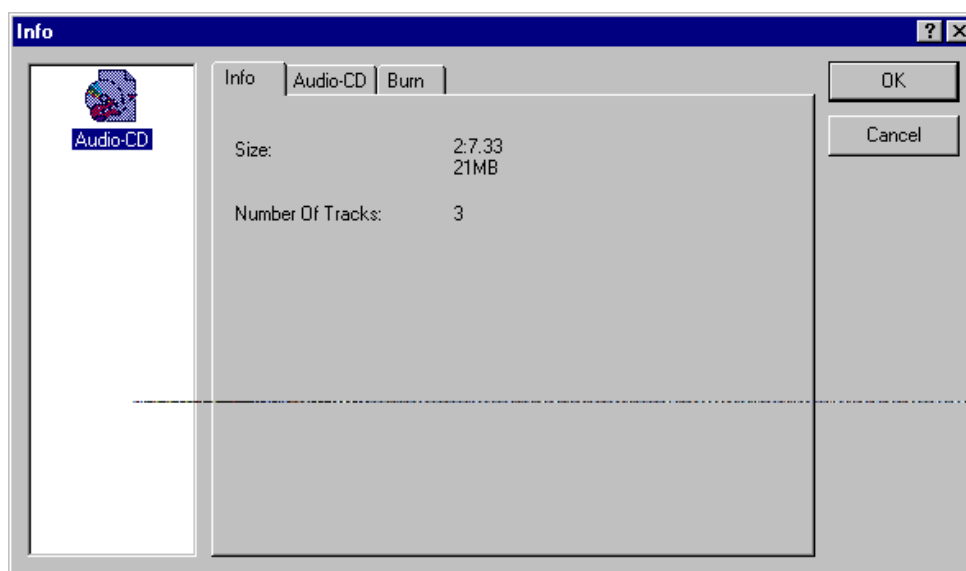 Info
Audio-CD
Info Audio-CD Burn
Size: 2:7.33
21MB
Number Of Tracks: 3
OK
Cancel